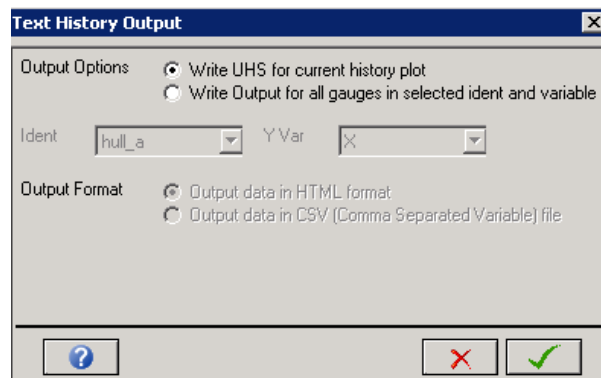 Text History Output
Output Options
Write UHS for current history plot
Write Output for all gauges in selected ident and variable
Ident hull_a Y Var X
Output Format
Output data in HTML format
Output data in CSV (Comma Separated Variable) file